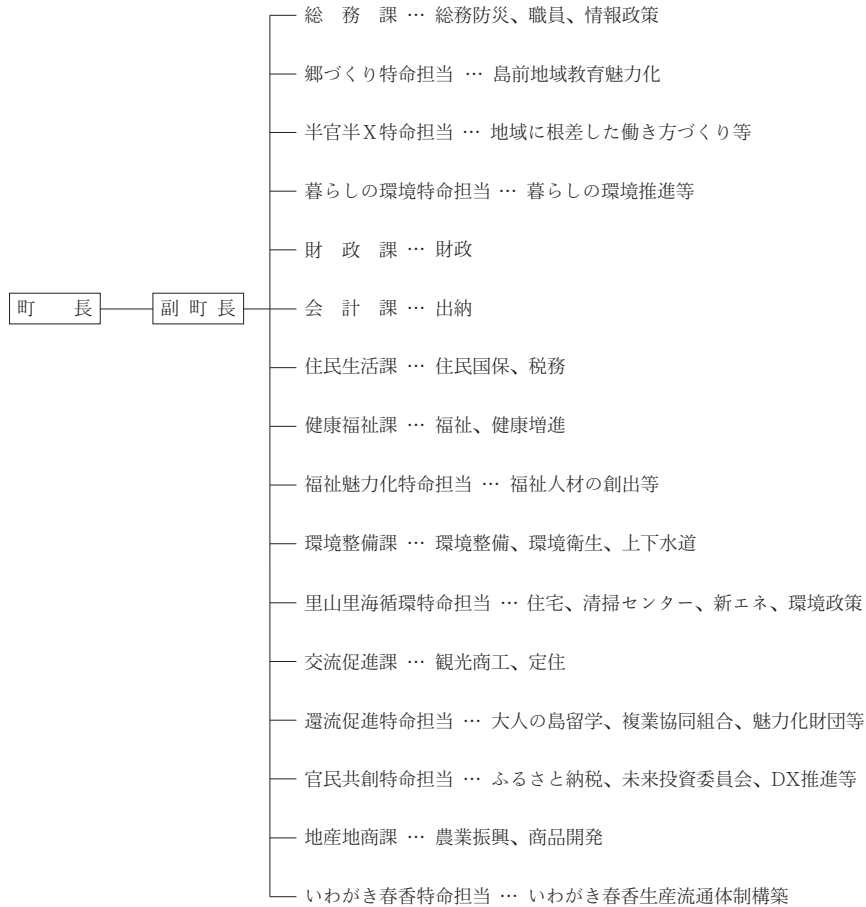 総　務　課 … 総務防災、職員、情報政策
郷づくり特命担当 … 島前地域教育魅力化
半官半X特命担当 … 地域に根差した働き方づくり等
暮らしの環境特命担当 … 暮らしの環境推進等
財　政　課 … 財政
町　　長
副 町 長
会　計　課 … 出納
住民生活課 … 住民国保、税務
健康福祉課 … 福祉、健康増進
福祉魅力化特命担当 … 福祉人材の創出等
環境整備課 … 環境整備、環境衛生、上下水道
里山里海循環特命担当 … 住宅、清掃センター、新エネ、環境政策
交流促進課 … 観光商工、定住
還流促進特命担当 … 大人の島留学、複業協同組合、魅力化財団等
官民共創特命担当 … ふるさと納税、未来投資委員会、DX推進等
地産地商課 … 農業振興、商品開発
いわがき春香特命担当 … いわがき春香生産流通体制構築